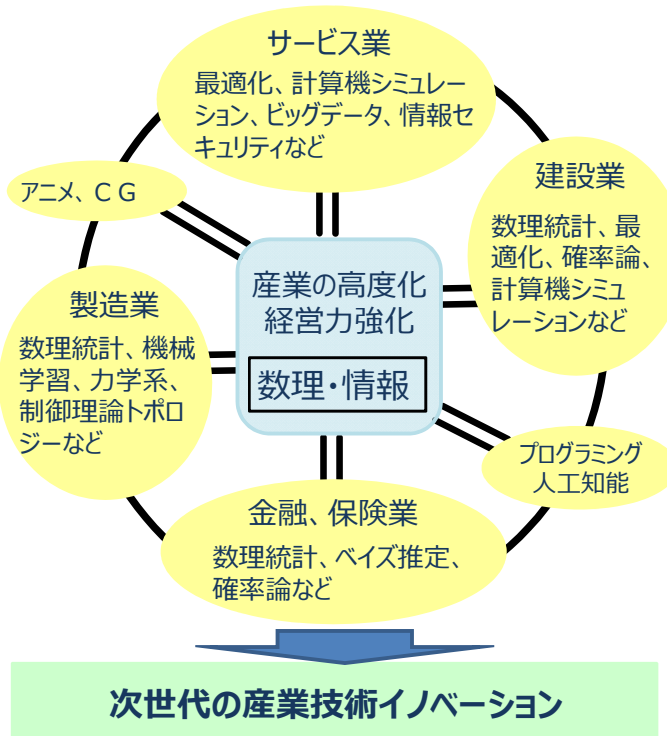 サービス業
最適化、計算機シミュレー
ション、ビッグデータ、情報セ
キュリティなど
アニメ、ＣＧ
建設業
数理統計、最
適化、確率論、
計算機シミュ
レーションなど
産業の高度化
経営力強化
数理・情報
製造業
数理統計、機械
学習、力学系、
制御理論トポロ
ジーなど
プログラミング
人工知能
金融、保険業
数理統計、ベイズ推定、
確率論など
次世代の産業技術イノベーション